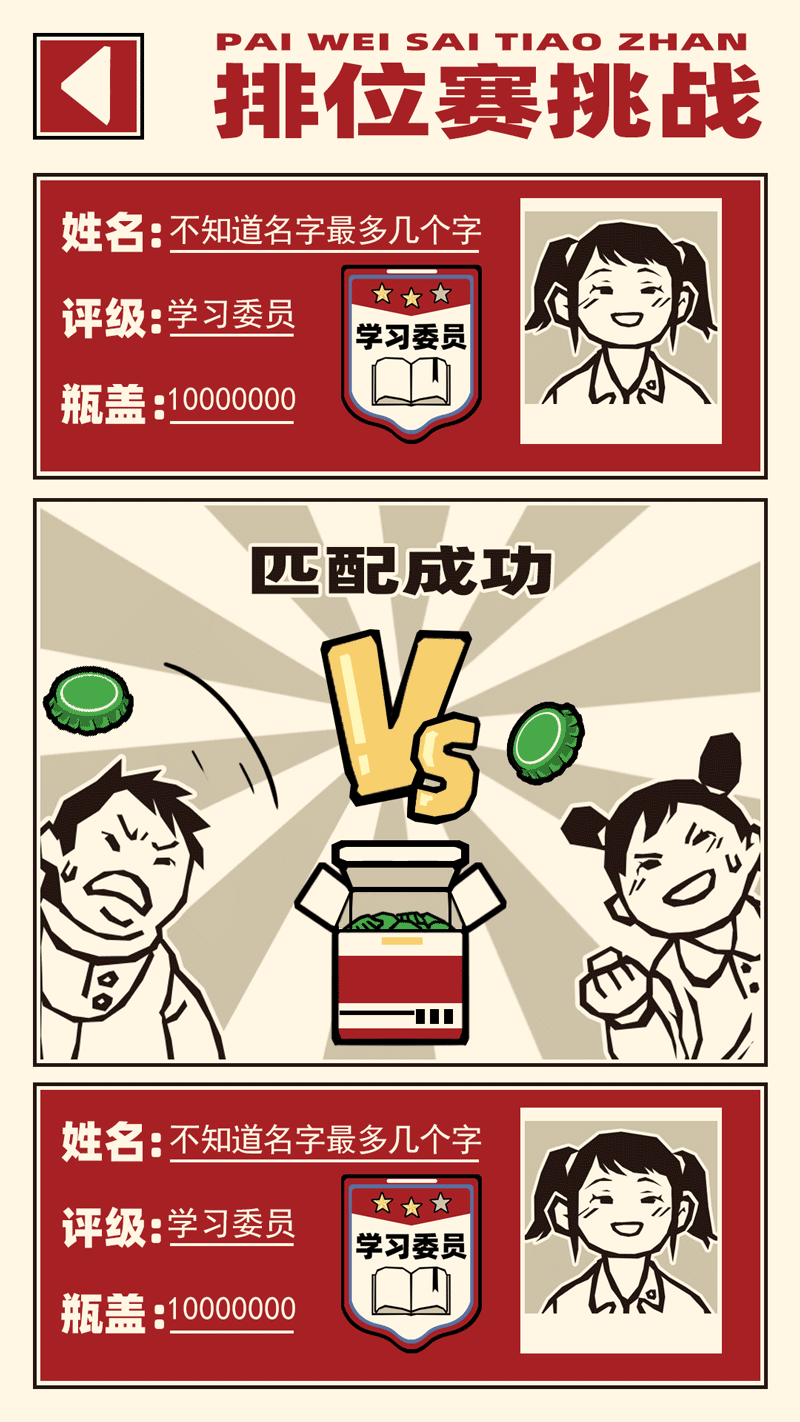 PAI WEI SAI TIAO ZHAN
排位赛挑战
姓名:不知道名字最多几个字
评级:学习委员
学习委员
瓶盖:10000000
匹配成功
Vs
姓名:不知道名字最多几个字
评级:学习委员
学习委员
瓶盖:10000000